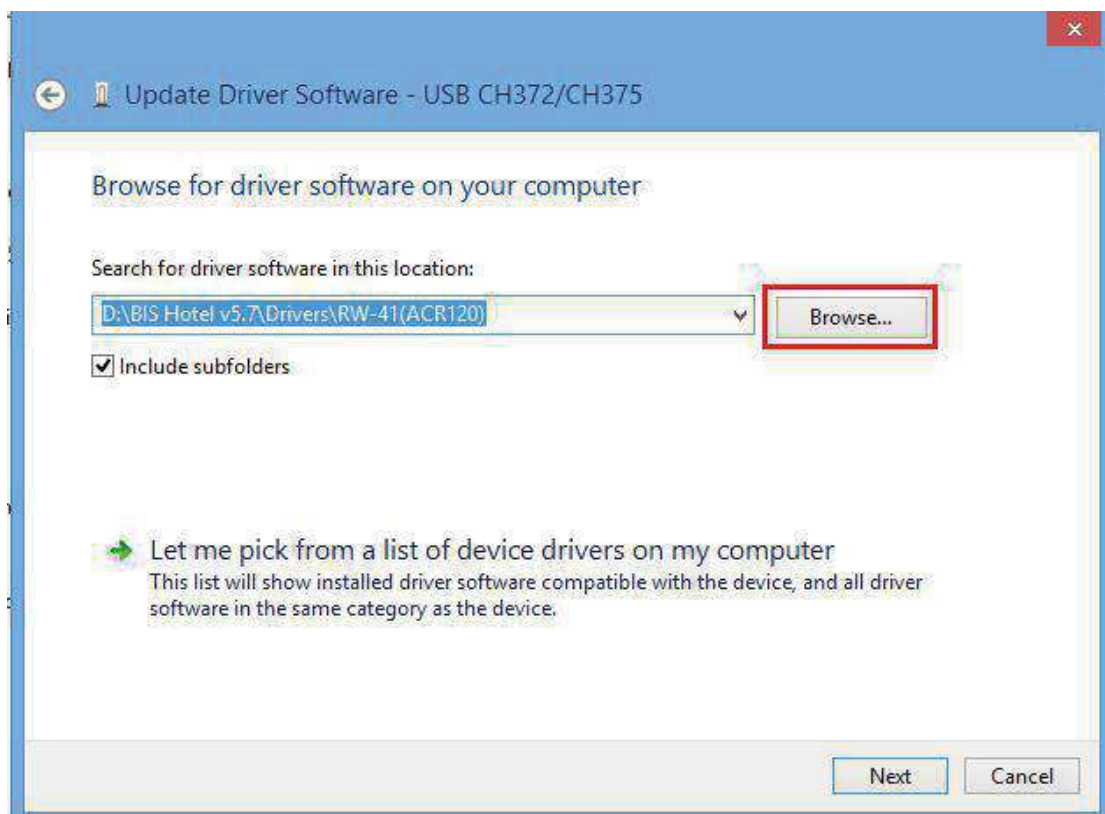 Update Driver Software - USB CH372/CH375
Browse for driver software on your computer
Search for driver software in this location:
D:\BIS Hotel v5.7\Drivers\RW-41(ACR120)
Browse...
Include subfolders
Let me pick from a list of device drivers on my computer
This list will show installed driver software compatible with the device, and all driver
software in the same category as the device.
Next
Cancel